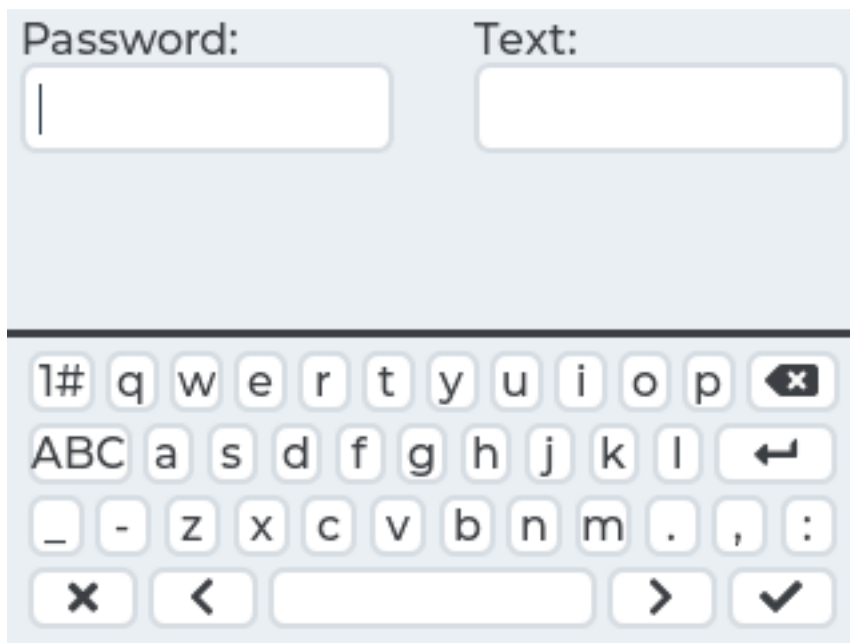 Password: Text:
1# q w e r t y u i o p
ABC a s d f g h j k l
_ - z x c v b n m . , :